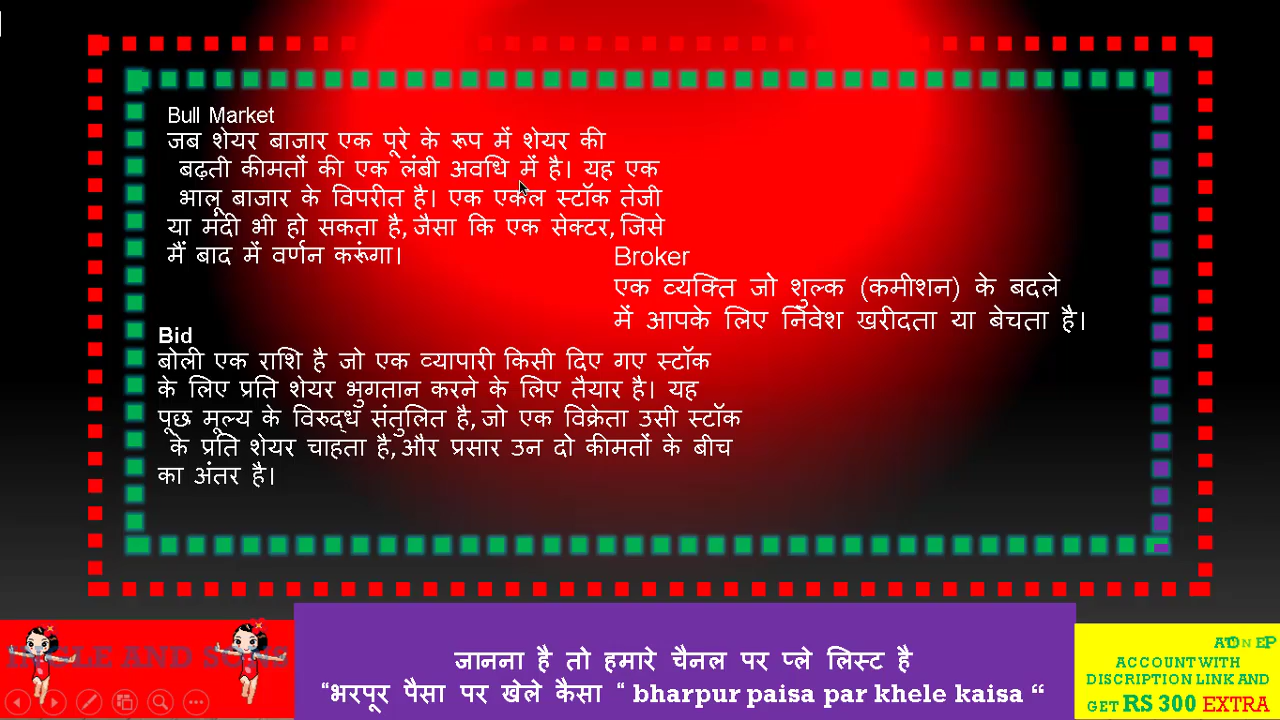 Bull Market
जब शेयर बाजार एक पूरे के रूप में शेयर की
बढ़ती कीमतों की एक लंबी अवधि में है। यह एक
भालू बाजार के विपरीत है। एक एकल स्टॉक तेजी
या मंदी भी हो सकता है, जैसा कि एक सेक्टर, जिसे
मैं बाद में वर्णन करूंगा।
Broker
एक व्यक्ति जो शुल्क (कमीशन) के बदले
में आपके लिए निवेश खरीदता या बेचता है।
Bid
बोली एक राशि है जो एक व्यापारी किसी दिए गए स्टॉक
के लिए प्रति शेयर भुगतान करने के लिए तैयार है। यह
पूछ मूल्य के विरुद्ध संतुलित है, जो एक विक्रेता उसी स्टॉक
के प्रति शेयर चाहता है, और प्रसार उन दो कीमतों के बीच
का अंतर है।
INGLE AND SONS
जानना है तो हमारे चैनल पर प्ले लिस्ट है
"भरपूर पैसा पर खेले कैसा " bharpur paisa par khele kaisa "
ACCOUNT WITH
DISCRIPTION LINK AND
GET RS 300 EXTRA